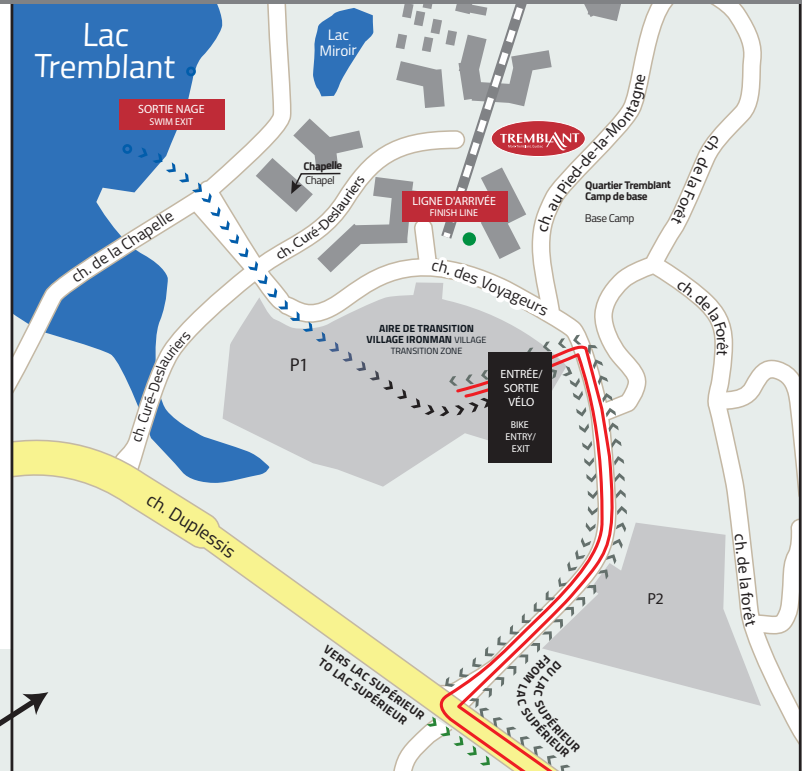 Lac
Tremblant
Lac
Miroir
SORTIE NAGE
SWIM EXIT
TREMBLANT
ch. au Pied-de-la-Montagne
ch. de la Forêt
Chapelle
Chapel
Quartier Tremblant
Camp de base
Base Camp
LIGNE D'ARRIVÉE
FINISH LINE
ch. de la Chapelle
ch. Curé-Deslauriers
ch. des Voyageurs
ch. de la Forêt
AIRE DE TRANSITION
VILLAGE IRONMAN VILLAGE
TRANSITION ZONE
P1
ch. Curé-Deslauriers
ENTRÉE/
SORTIE
VÉLO
BIKE
ENTRY/
EXIT
ch. Duplessis
ch. de la forêt
P2
VERS LAC SUPÉRIEUR
TO LAC SUPÉRIEUR
DU LAC SUPÉRIEUR
FROM LAC SUPÉRIEUR